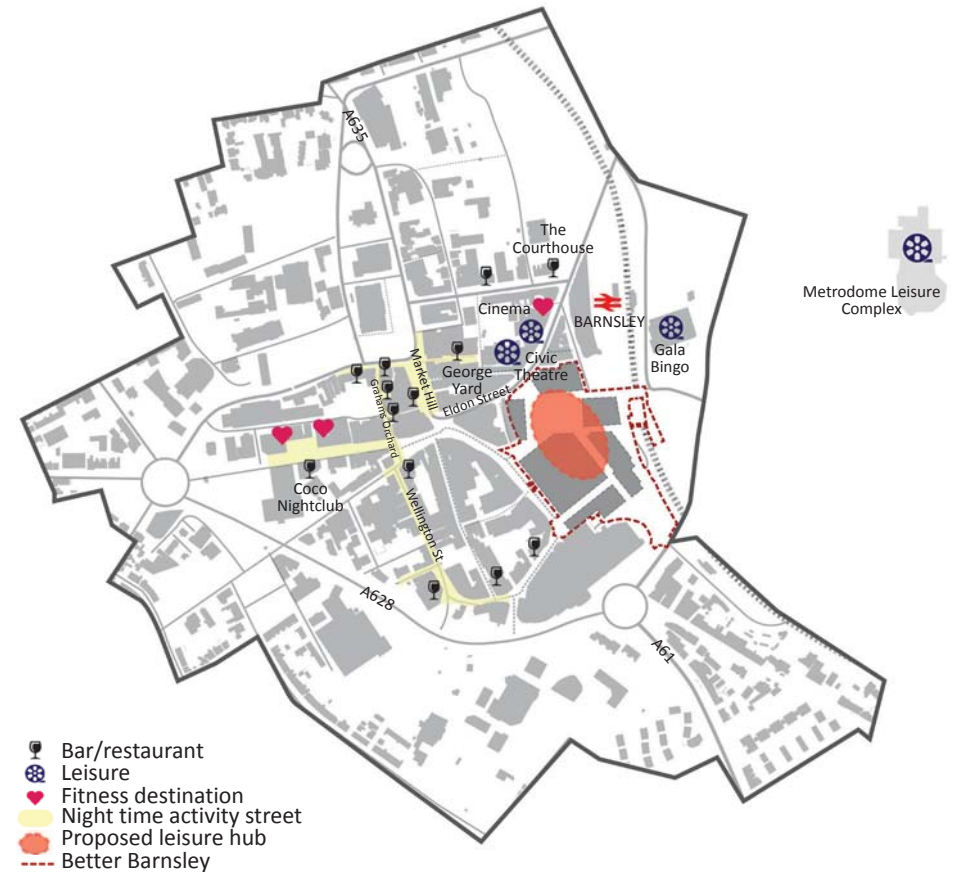 A635
The
Courthouse
Cinema
BARNSLEY
Metrodome Leisure
Complex
Gala
Bingo
Civic
Theatre
George
Yard
Market Hill
Eldon Street
Grahams Orchard
Coco
Nightclub
Wellington St.
A628
A61
Bar/restaurant
Leisure
Fitness destination
Night time activity street
Proposed leisure hub
Better Barnsley